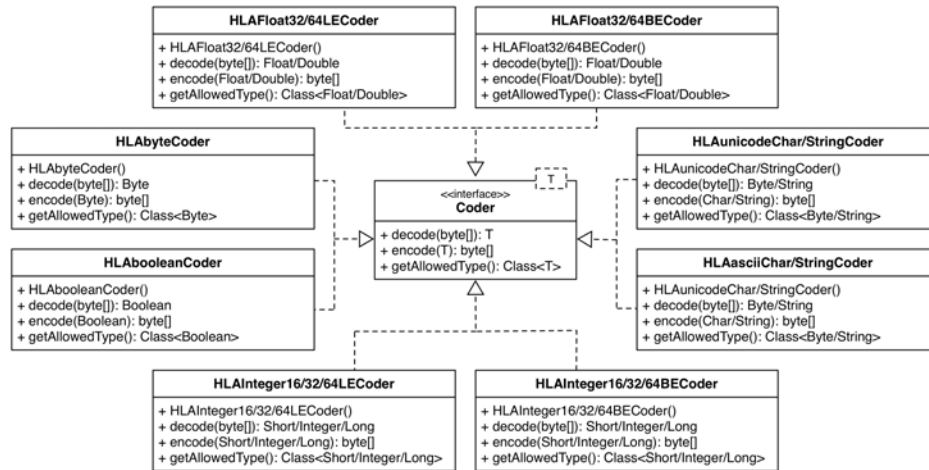 HLAFloat32/64LECoder
+ HLAFloat32/64LECoder()
+ decode(byte[]): Float/Double
+ encode(Float/Double): byte[]
+ getAllowedType(): Class<Float/Double>
HLAFloat32/64BECoder
+ HLAFloat32/64BECoder()
+ decode(byte[]): Float/Double
+ encode(Float/Double): byte[]
+ getAllowedType(): Class<Float/Double>
HLAbyteCoder
+ HLAbyteCoder()
+ decode(byte[]): Byte
+ encode(Byte): byte[]
+ getAllowedType(): Class<Byte>
T
<<interface>>
Coder
+ decode(byte[]): T
+ encode(T): byte[]
+ getAllowedType(): Class<T>
HLAunicodeChar/StringCoder
+ HLAunicodeChar/StringCoder()
+ decode(byte[]): Byte/String
+ encode(Char/String): byte[]
+ getAllowedType(): Class<Byte/String>
HLAbooleanCoder
+ HLAbooleanCoder()
+ decode(byte[]): Boolean
+ encode(Boolean): byte[]
+ getAllowedType(): Class<Boolean>
HLAasciiChar/StringCoder
+ HLAunicodeChar/StringCoder()
+ decode(byte[]): Byte/String
+ encode(Char/String): byte[]
+ getAllowedType(): Class<Byte/String>
HLAInteger16/32/64LECoder
+ HLAInteger16/32/64LECoder()
+ decode(byte[]): Short/Integer/Long
+ encode(Short/Integer/Long): byte[]
+ getAllowedType(): Class<Short/Integer/Long>
HLAInteger16/32/64BECoder
+ HLAInteger16/32/64BECoder()
+ decode(byte[]): Short/Integer/Long
+ encode(Short/Integer/Long): byte[]
+ getAllowedType(): Class<Short/Integer/Long>